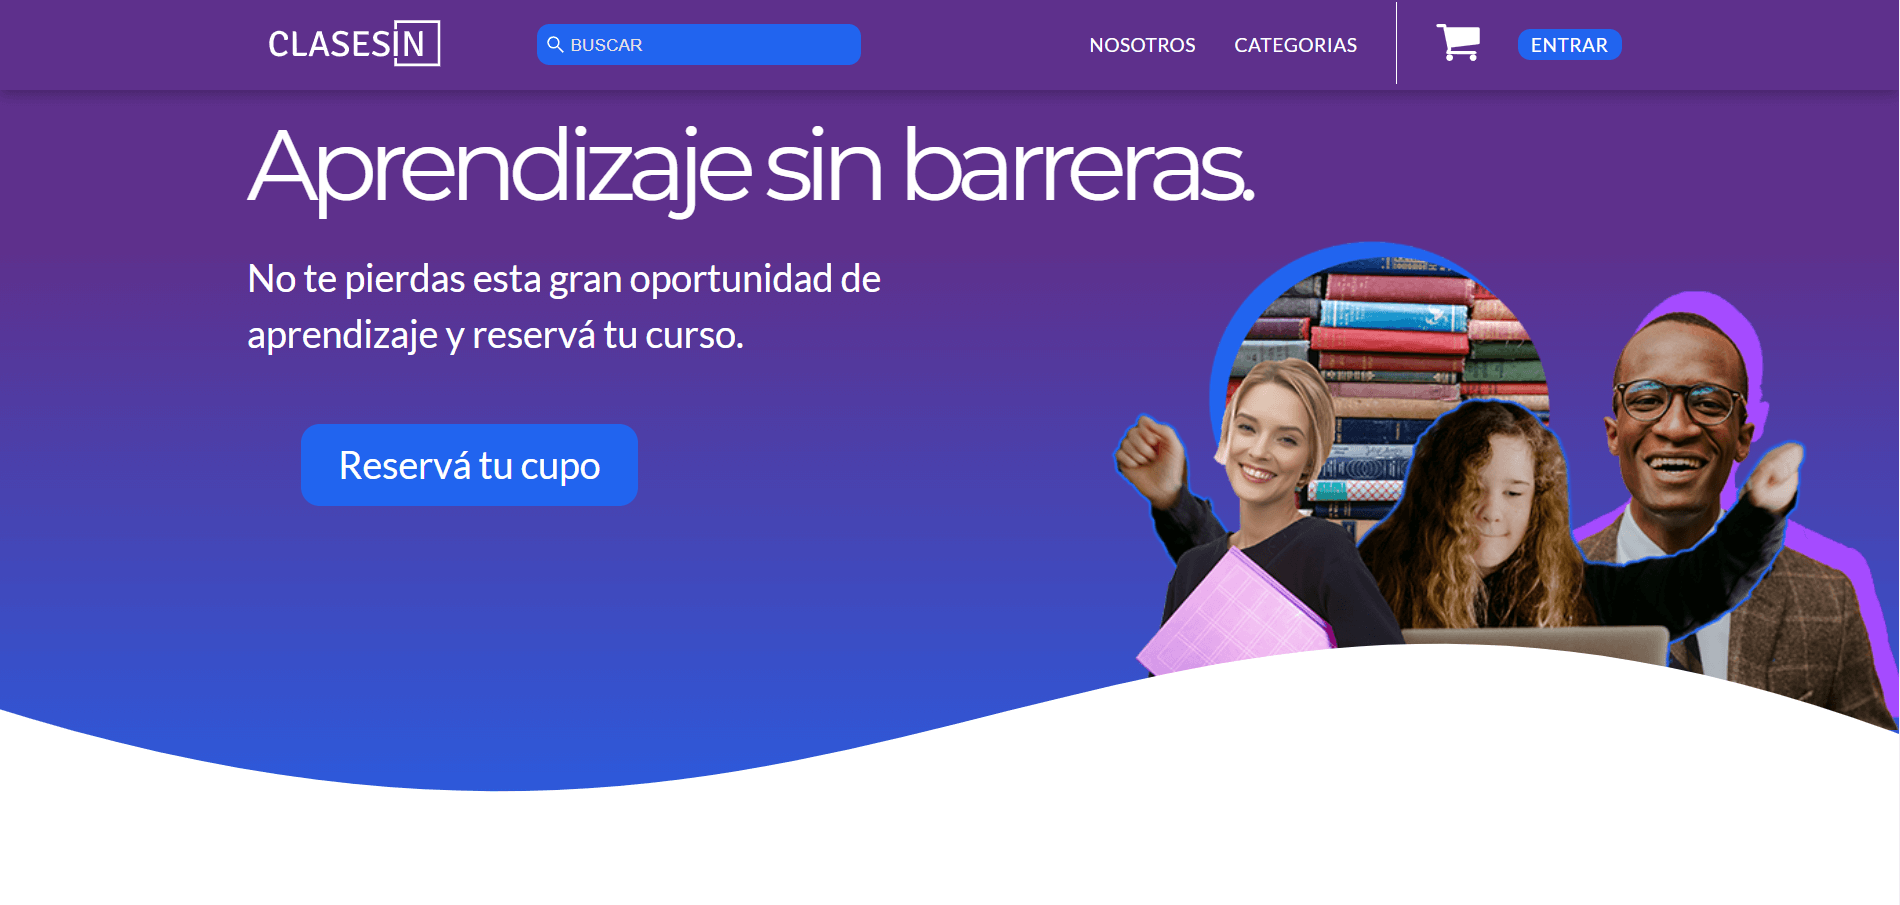 CLASESIN
BUSCAR
NOSOTROS
CATEGORIAS
ENTRAR
Aprendizaje sin barreras.
No te pierdas esta gran oportunidad de
aprendizaje y reservá tu curso.
Reservá tu cupo